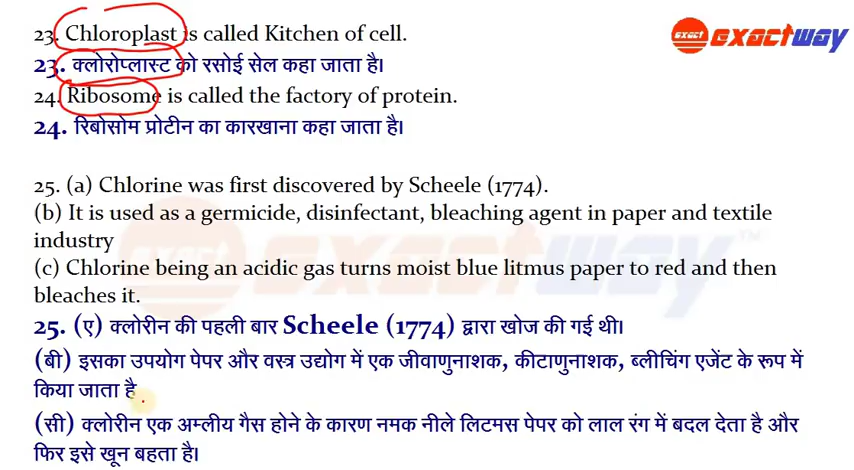 23. Chloroplast is called Kitchen of cell.
exactway
23. क्लोरोप्लास्ट को रसोई सेल कहा जाता है।
24. Ribosome is called the factory of protein.
24. रिबोसोम प्रोटीन का कारखाना कहा जाता है।
25. (a) Chlorine was first discovered by Scheele (1774).
(b) It is used as a germicide, disinfectant, bleaching agent in paper and textile
industry
(c) Chlorine being an acidic gas turns moist blue litmus paper to red and then
bleaches it.
exactway™
25. (ए) क्लोरीन की पहली बार Scheele (1774) द्वारा खोज की गई थी।
(बी) इसका उपयोग पेपर और वस्त्र उद्योग में एक जीवाणुनाशक, कीटाणुनाशक, ब्लीचिंग एजेंट के रूप में
किया जाता है .
(सी) क्लोरीन एक अम्लीय गैस होने के कारण नमक नीले लिटमस पेपर को लाल रंग में बदल देता है और
फिर इसे खून बहता है।